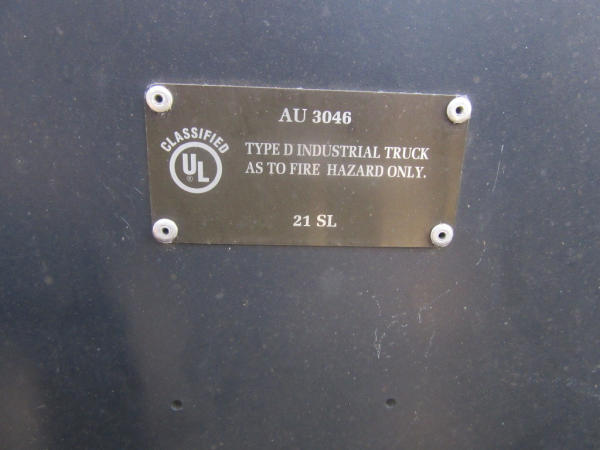 AU 3046
CLASSIFIED
UL
®
TYPE D INDUSTRIAL TRUCK
AS TO FIRE HAZARD ONLY.
21 SL